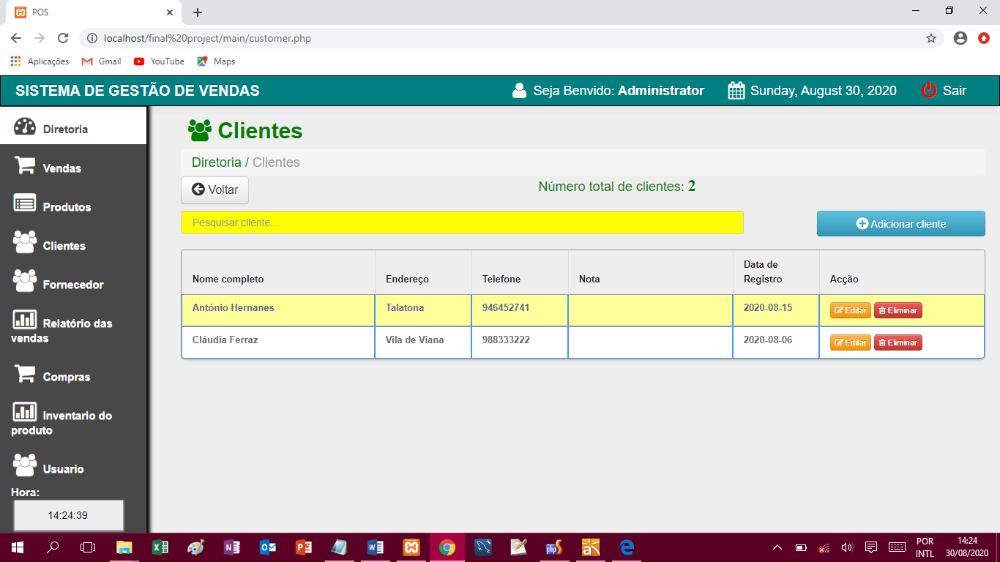 POS
localhost/final%20project/main/customer.php
Aplicações Gmail YouTube Maps
SISTEMA DE GESTÃO DE VENDAS Seja Benvido: Administrator Sunday, August 30, 2020 Sair
Diretoria
Vendas
Produtos
Clientes
Fornecedor
Relatório das
vendas
Compras
Inventario do
produto
Usuario
Hora:
14:24:39
Clientes
Diretoria / Clientes
Voltar
Número total de clientes: 2
Pesquisar cliente...
Adicionar cliente
Nome completo Endereço Telefone Nota Data de Registro Acção
António Hernanes Talatona 946452741 2020-08-15 Editar Eliminar
Cláudia Ferraz Vila de Viana 988333222 2020-08-06 Editar Eliminar
POR
INTL
14:24
30/08/2020